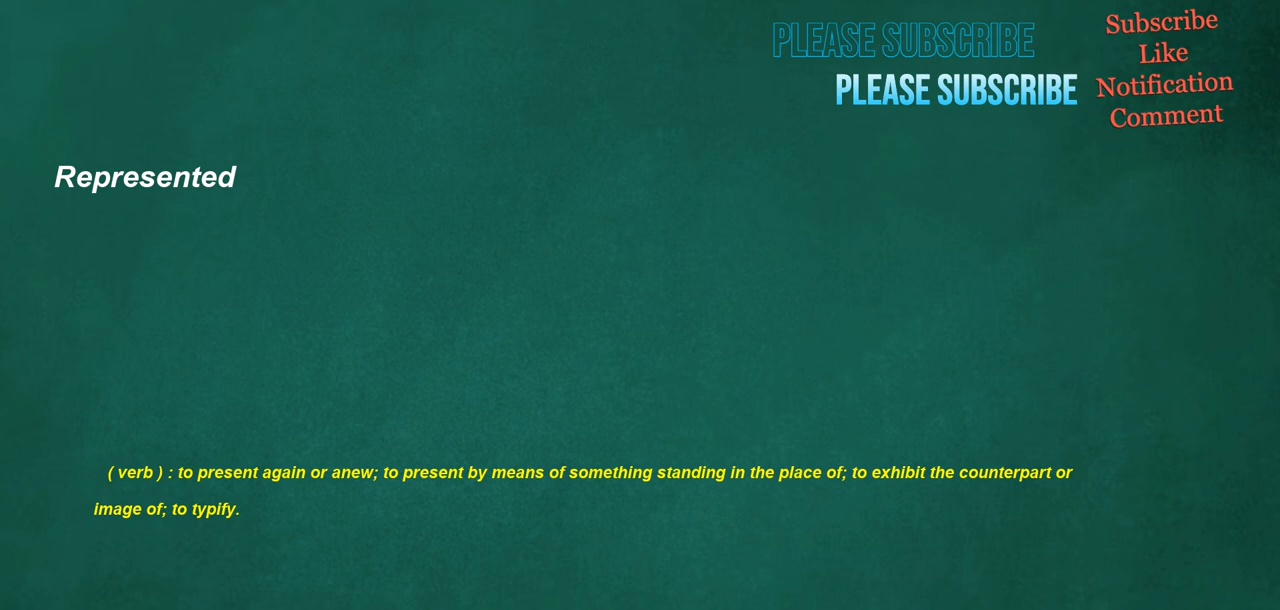 PLEASE SUBSCRIBE
PLEASE SUBSCRIBE
Subscribe
Like
Notification
Comment
Represented
( verb ) : to present again or anew; to present by means of something standing in the place of; to exhibit the counterpart or
image of; to typify.